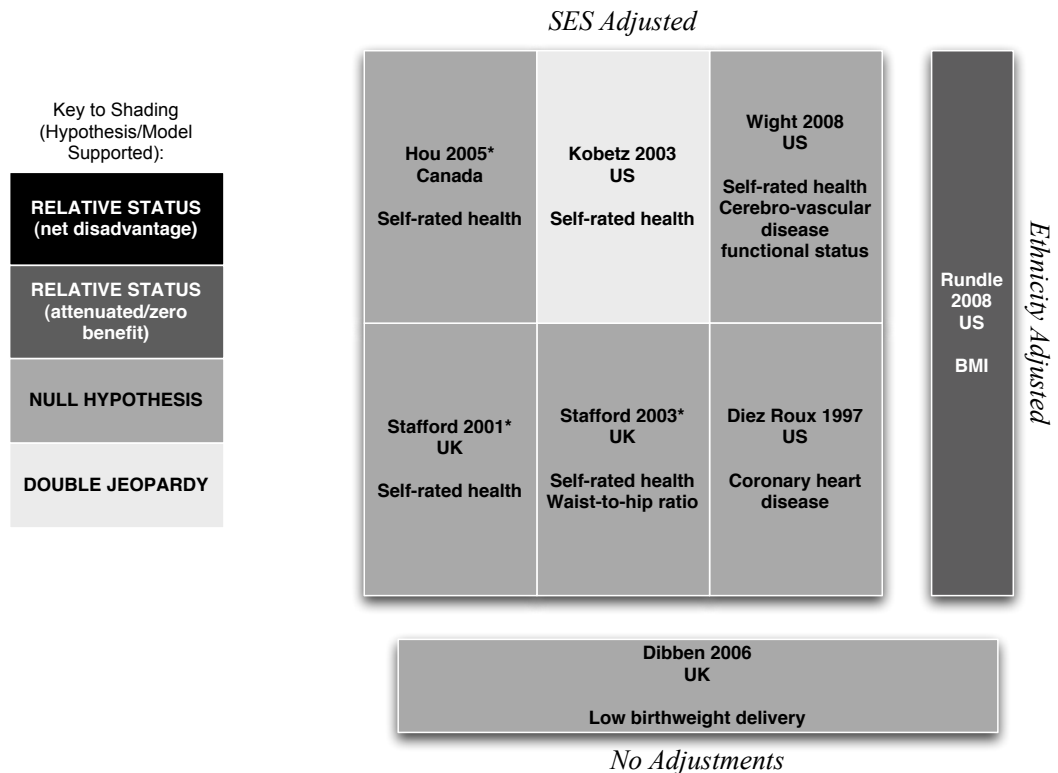 SES Adjusted
Key to Shading
(Hypothesis/Model
Supported):
RELATIVE STATUS
(net disadvantage)
RELATIVE STATUS
(attenuated/zero
benefit)
NULL HYPOTHESIS
DOUBLE JEOPARDY
Hou 2005*
Canada
Self-rated health
Kobetz 2003
US
Self-rated health
Wight 2008
US
Self-rated health
Cerebro-vascular
disease
functional status
Stafford 2001*
UK
Self-rated health
Stafford 2003*
UK
Self-rated health
Waist-to-hip ratio
Diez Roux 1997
US
Coronary heart
disease
Rundle
2008
US
BMI
Ethnicity Adjusted
Dibben 2006
UK
Low birthweight delivery
No Adjustments